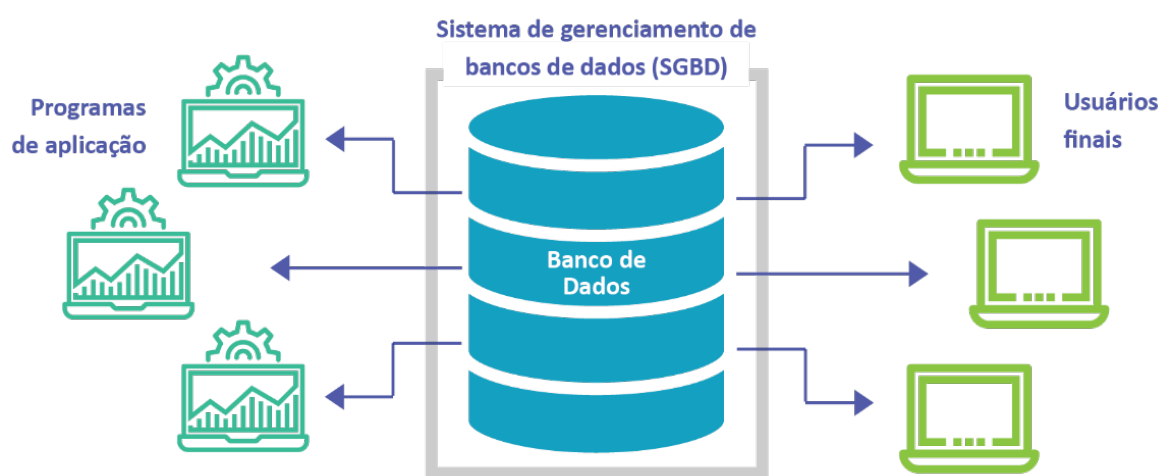 Sistema de gerenciamento de
bancos de dados (SGBD)
Programas
de aplicação
Usuários
finais
Banco de
Dados